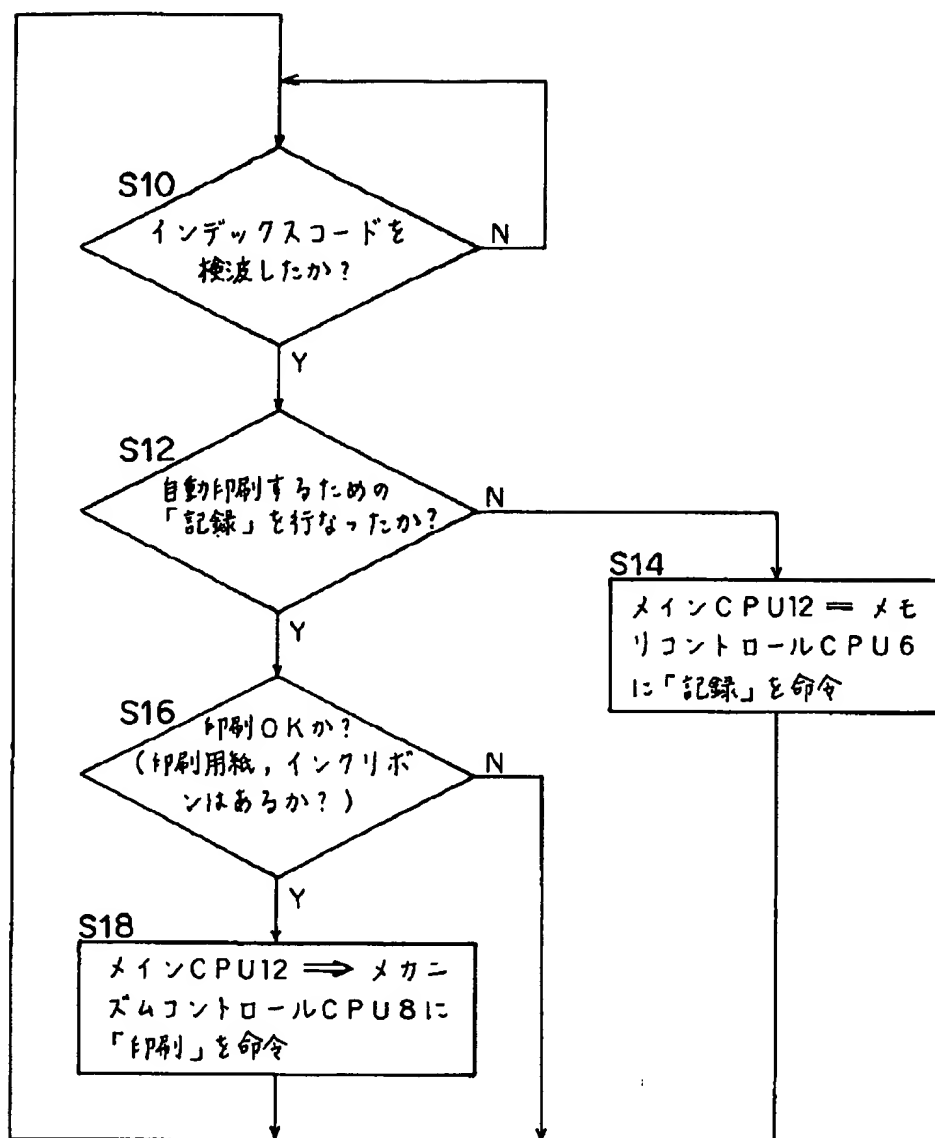 S10
インデックスコードを
検波したか?
N
Y
S12
自動印刷するための
「記録」を行なったか?
N
Y
S14
メインCPU12 = メモ
リコントロールCPU6
に「記録」を命令
S16
印刷OKか?
(印刷用紙,インクリボ
ンはあるか?)
N
Y
S18
メインCPU12 ⟹ メカニ
ズムコントロールCPU8に
「印刷」を命令